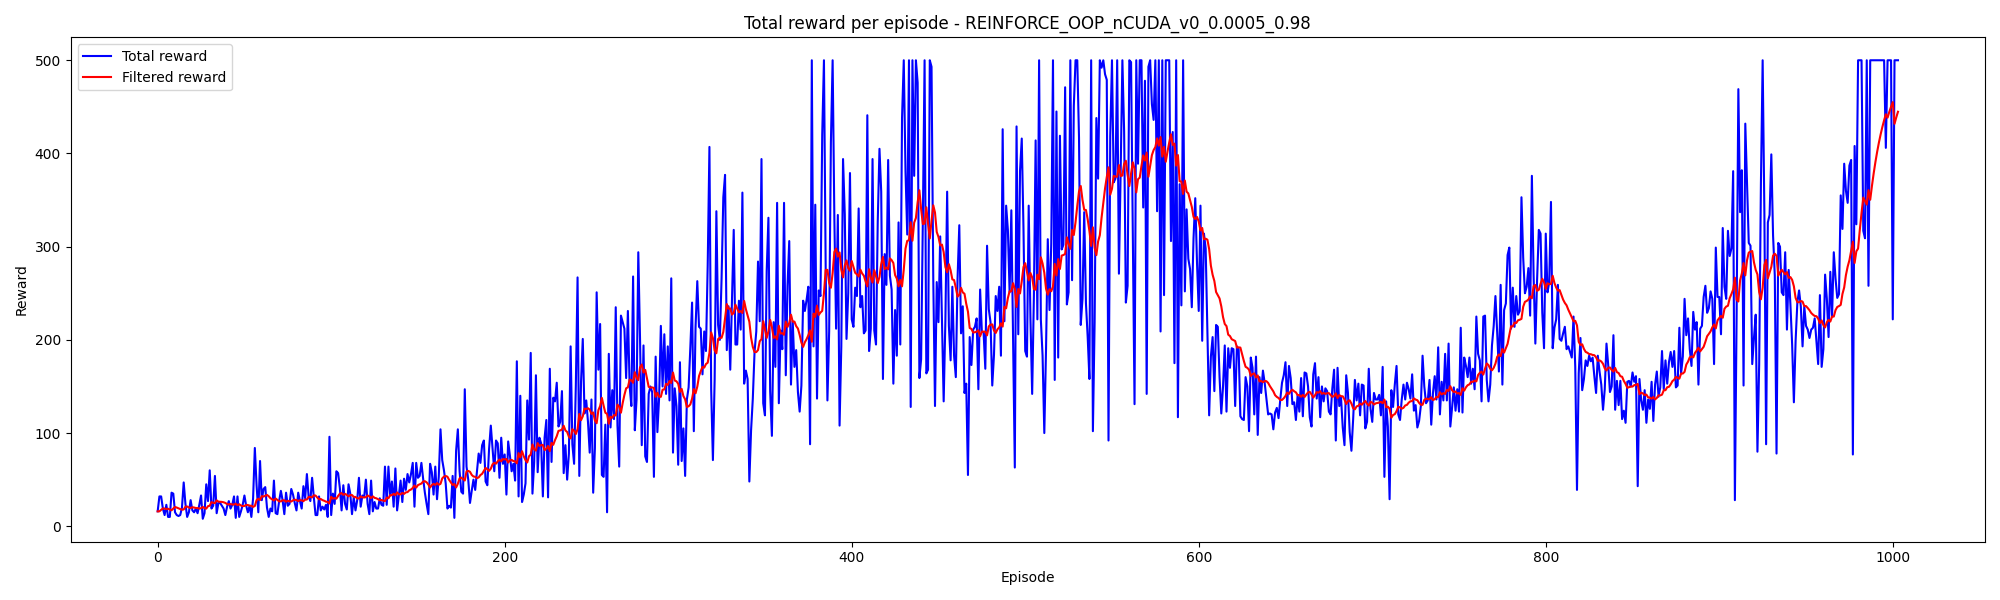 Total reward per episode - REINFORCE_OOP_nCUDA_v0_0.0005_0.98
Total reward
Filtered reward
500
400
300
200
100
0
Reward
0 200 400 600 800 1000
Episode